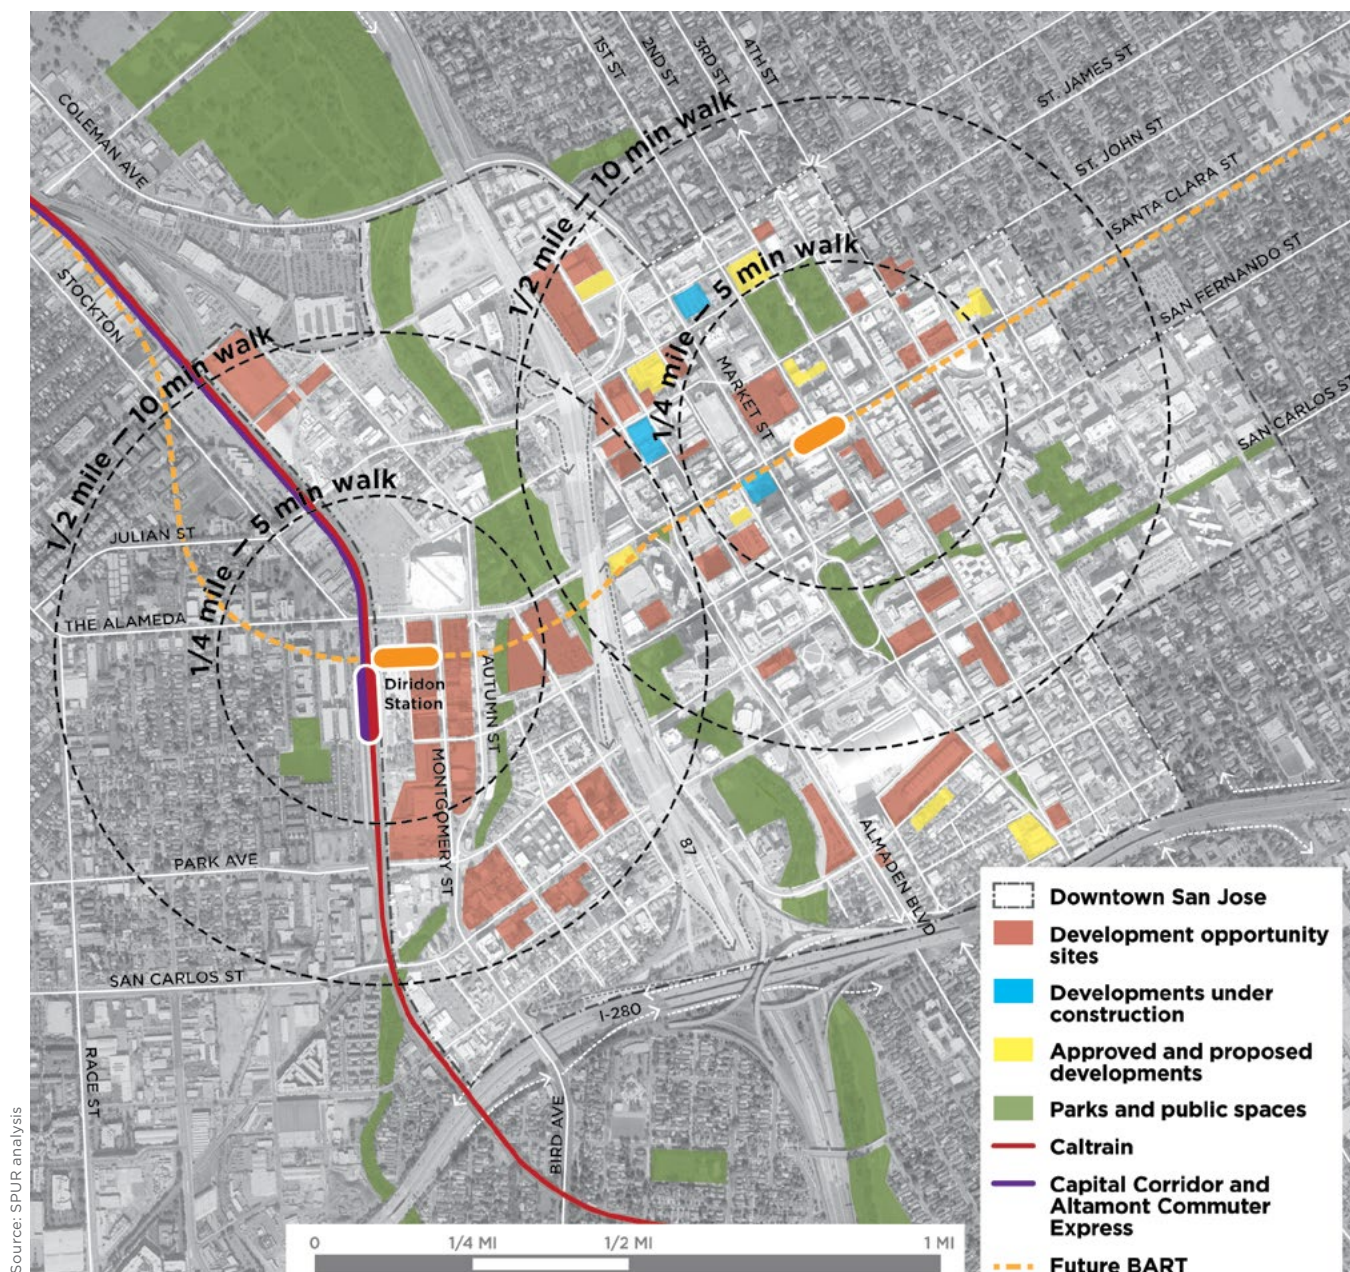 1ST ST
2ND ST
3RD ST
4TH ST
ST. JAMES ST
ST. JOHN ST
SANTA CLARA ST
SAN FERNANDO ST
SAN CARLOS ST
COLEMAN AVE
STOCKTON
1/2 mile — 10 min walk
1/4 mile — 5 min walk
MARKET ST
1/2 mile — 10 min walk
1/4 mile — 5 min walk
JULIAN ST
THE ALAMEDA
Diridon
Station
AUTUMN ST
MONTGOMERY ST
PARK AVE
SAN CARLOS ST
RACE ST
BIRD AVE
I-280
87
ALMADEN BLVD
Downtown San Jose
Development opportunity
sites
Developments under
construction
Approved and proposed
developments
Parks and public spaces
Caltrain
Capital Corridor and
Altamont Commuter
Express
Future BART
0 1/4 MI 1/2 MI 1 MI
Source: SPUR analysis